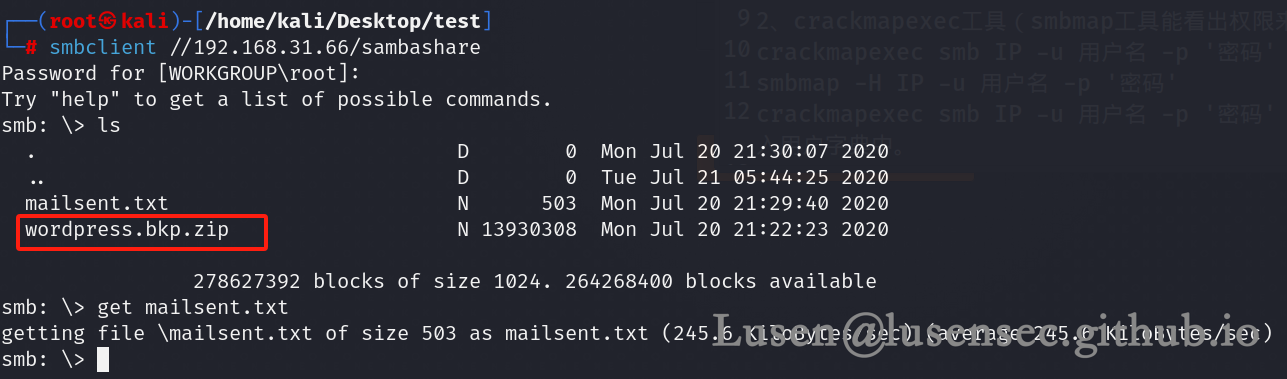 ┌──(root㉿kali)-[/home/kali/Desktop/test]
└─# smbclient //192.168.31.66/sambashare
Password for [WORKGROUP\root]:
Try "help" to get a list of possible commands.
smb: \> ls
  .                                   D        0  Mon Jul 20 21:30:07 2020
  ..                                  D        0  Tue Jul 21 05:44:25 2020
  mailsent.txt                        N      503  Mon Jul 20 21:29:40 2020
  wordpress.bkp.zip                   N 13930308  Mon Jul 20 21:22:23 2020
278627392 blocks of size 1024. 264268400 blocks available
smb: \> get mailsent.txt
getting file \mailsent.txt of size 503 as mailsent.txt (245.6 KiloBytes/sec) (average 245.6 KiloBytes/sec)
smb: \>
9 2、crackmapexec工具（smbmap工具能看出权限
10 crackmapexec smb IP -u 用户名 -p '密码'
11 smbmap -H IP -u 用户名 -p '密码'
12 crackmapexec smb IP -u 用户名 -p '密码'
Lusen@lusensec.github.io